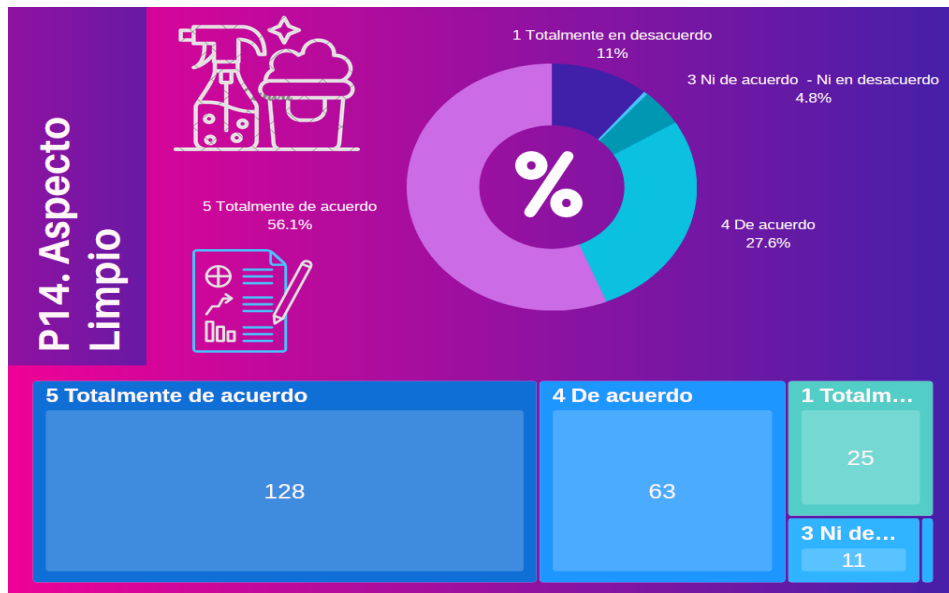 P14. Aspecto
Limpio
1 Totalmente en desacuerdo
11%
3 Ni de acuerdo - Ni en desacuerdo
4.8%
%
5 Totalmente de acuerdo
56.1%
4 De acuerdo
27.6%
5 Totalmente de acuerdo
128
4 De acuerdo
63
1 Totalm...
25
3 Ni de...
11